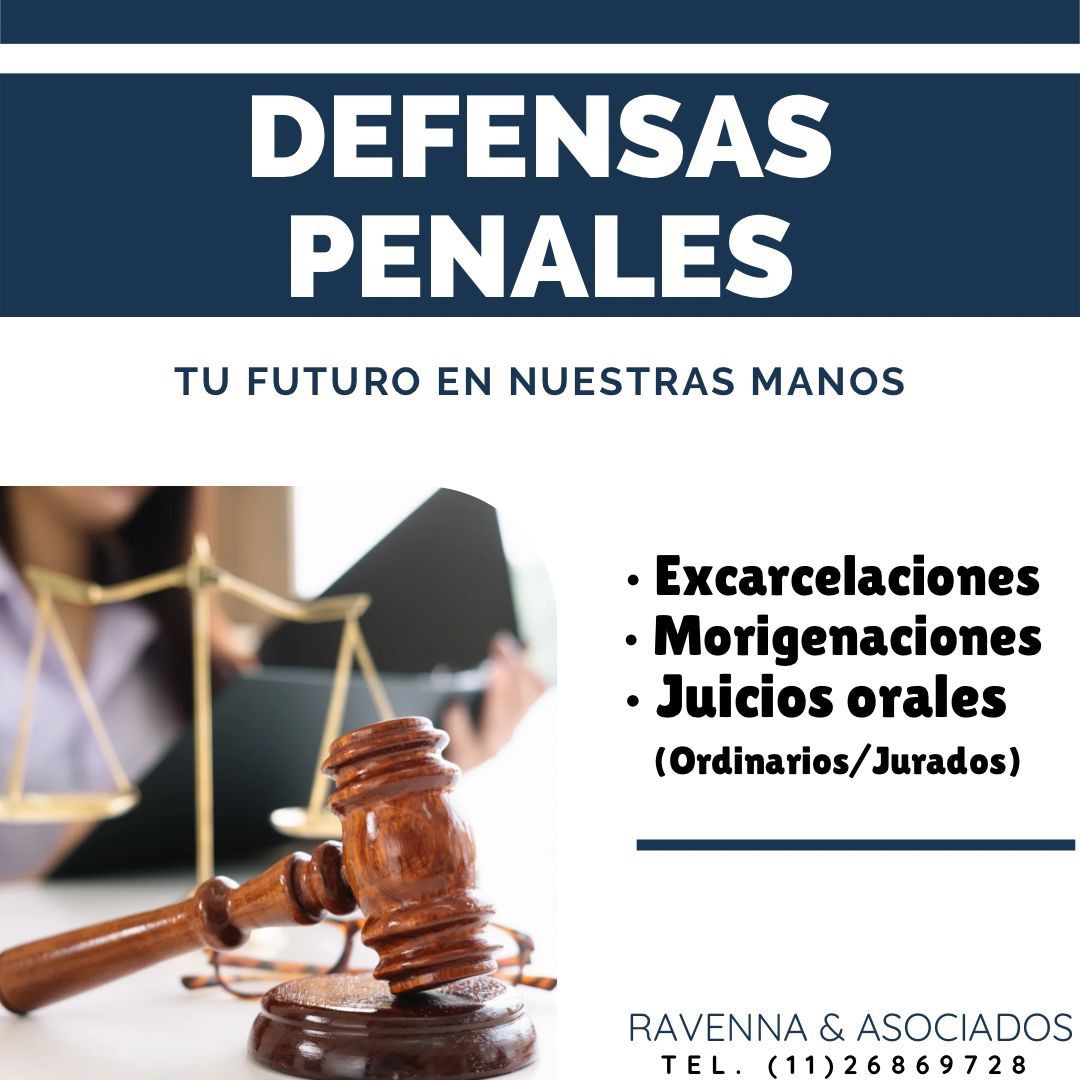 DEFENSAS
PENALES
TU FUTURO EN NUESTRAS MANOS
• Excarcelaciones
• Morigenaciones
• Juicios orales
(Ordinarios/Jurados)
RAVENNA & ASOCIADOS
TEL. (11)26869728